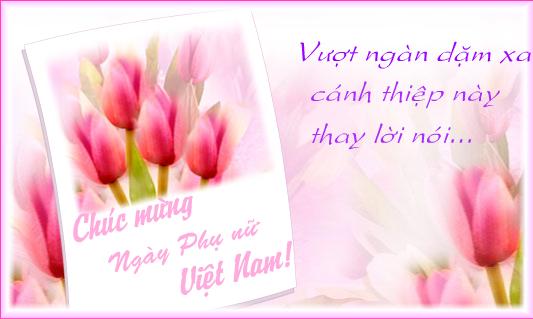 Vượt ngàn dặm xa
cánh thiệp này
thay lời nói...
Chúc mừng
Ngày Phụ nữ
Việt Nam!